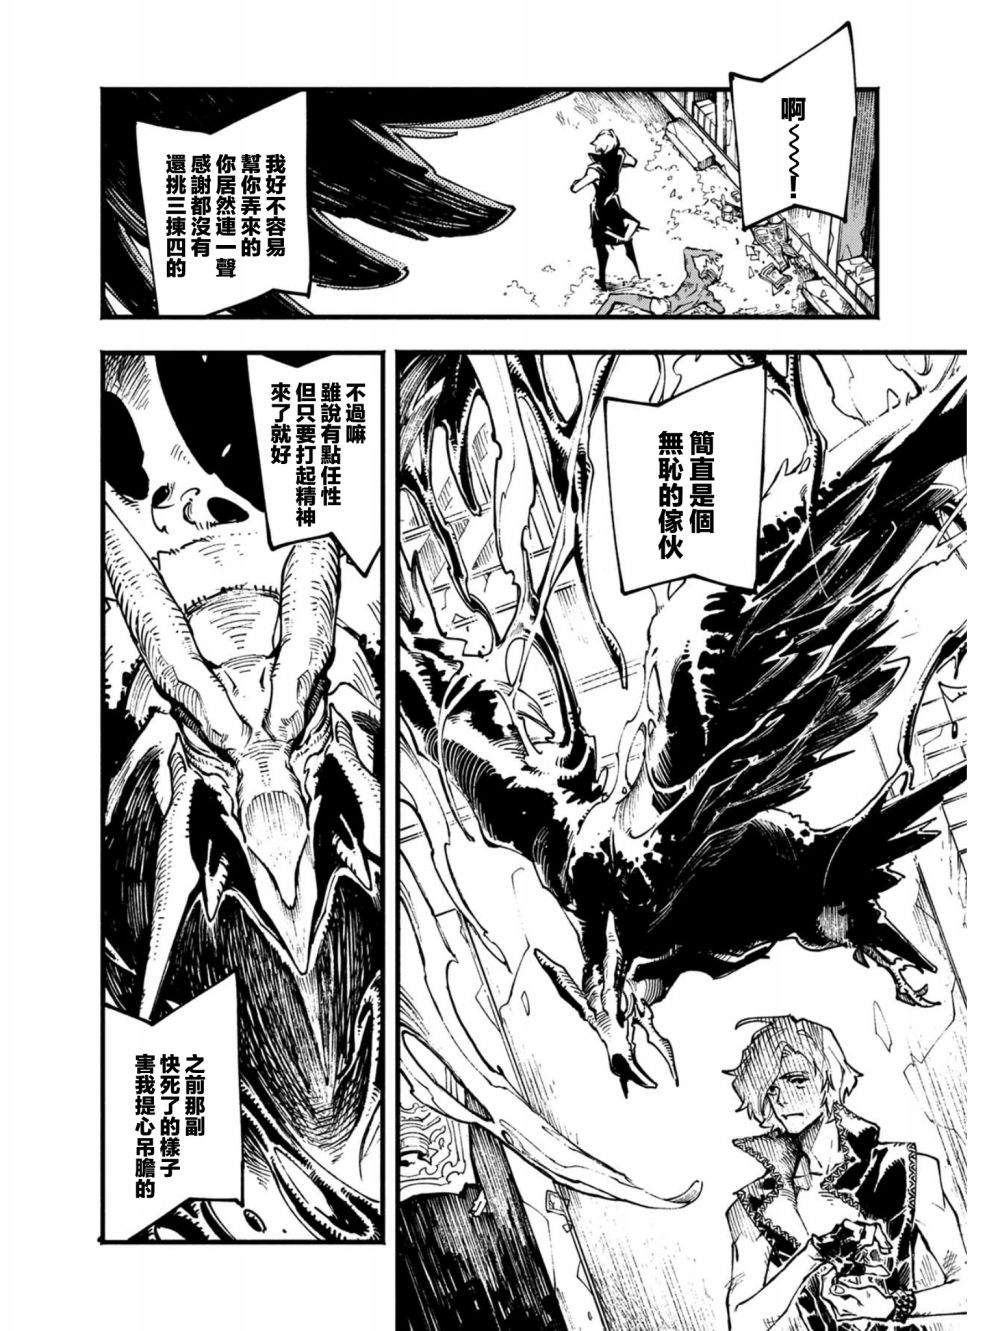 啊~~~~~!
我好不容易
幫你弄來的
你居然連一聲
感謝都沒有
還挑三揀四的
簡直是個
無恥的傢伙
不過嘛
雖說有點任性
但只要打起精神
來了就好
之前那副
快死了的樣子
害我提心吊膽的